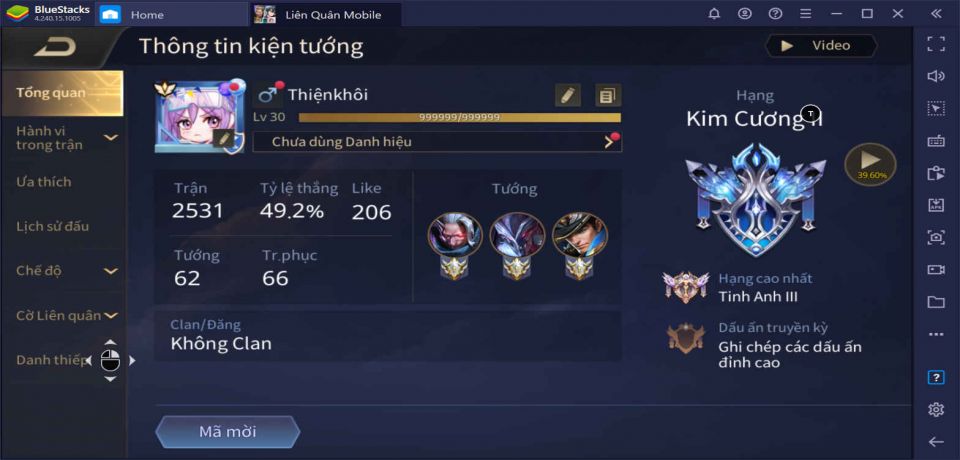 BlueStacks
4.240.15.1005
Home
Liên Quân Mobile
Thông tin kiện tướng
Video
Tổng quan
Hành vi
trong trận
Ưa thích
Lịch sử đấu
Chế độ
Cờ Liên quân
Danh thiếp
Thiệnkhôi
Lv 30
999999/999999
Chưa dùng Danh hiệu
Trận
2531
Tỷ lệ thắng
49.2%
Like
206
Tướng
62
Tr.phục
66
Tướng
Clan/Đăng
Không Clan
Mã mời
Hạng
Kim Cương II
T
39.60%
Hạng cao nhất
Tinh Anh III
Dấu ấn truyền kỳ
Ghi chép các dấu ấn
đỉnh cao